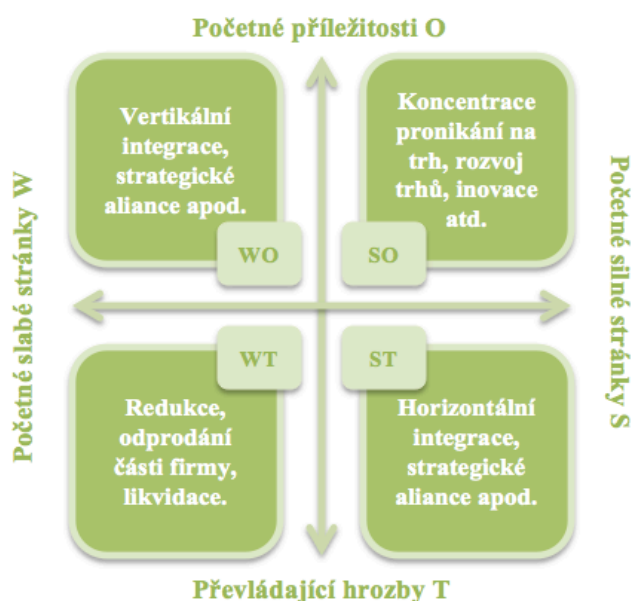 Početné příležitosti O
Vertikální
integrace,
strategické
aliance apod.
WO
Koncentrace
pronikání na
trh, rozvoj
trhů, inovace
atd.
SO
Početné slabé stránky W
Početné silné stránky S
WT
Redukce,
odprodání
části firmy,
likvidace.
ST
Horizontální
integrace,
strategické
aliance apod.
Převládající hrozby T